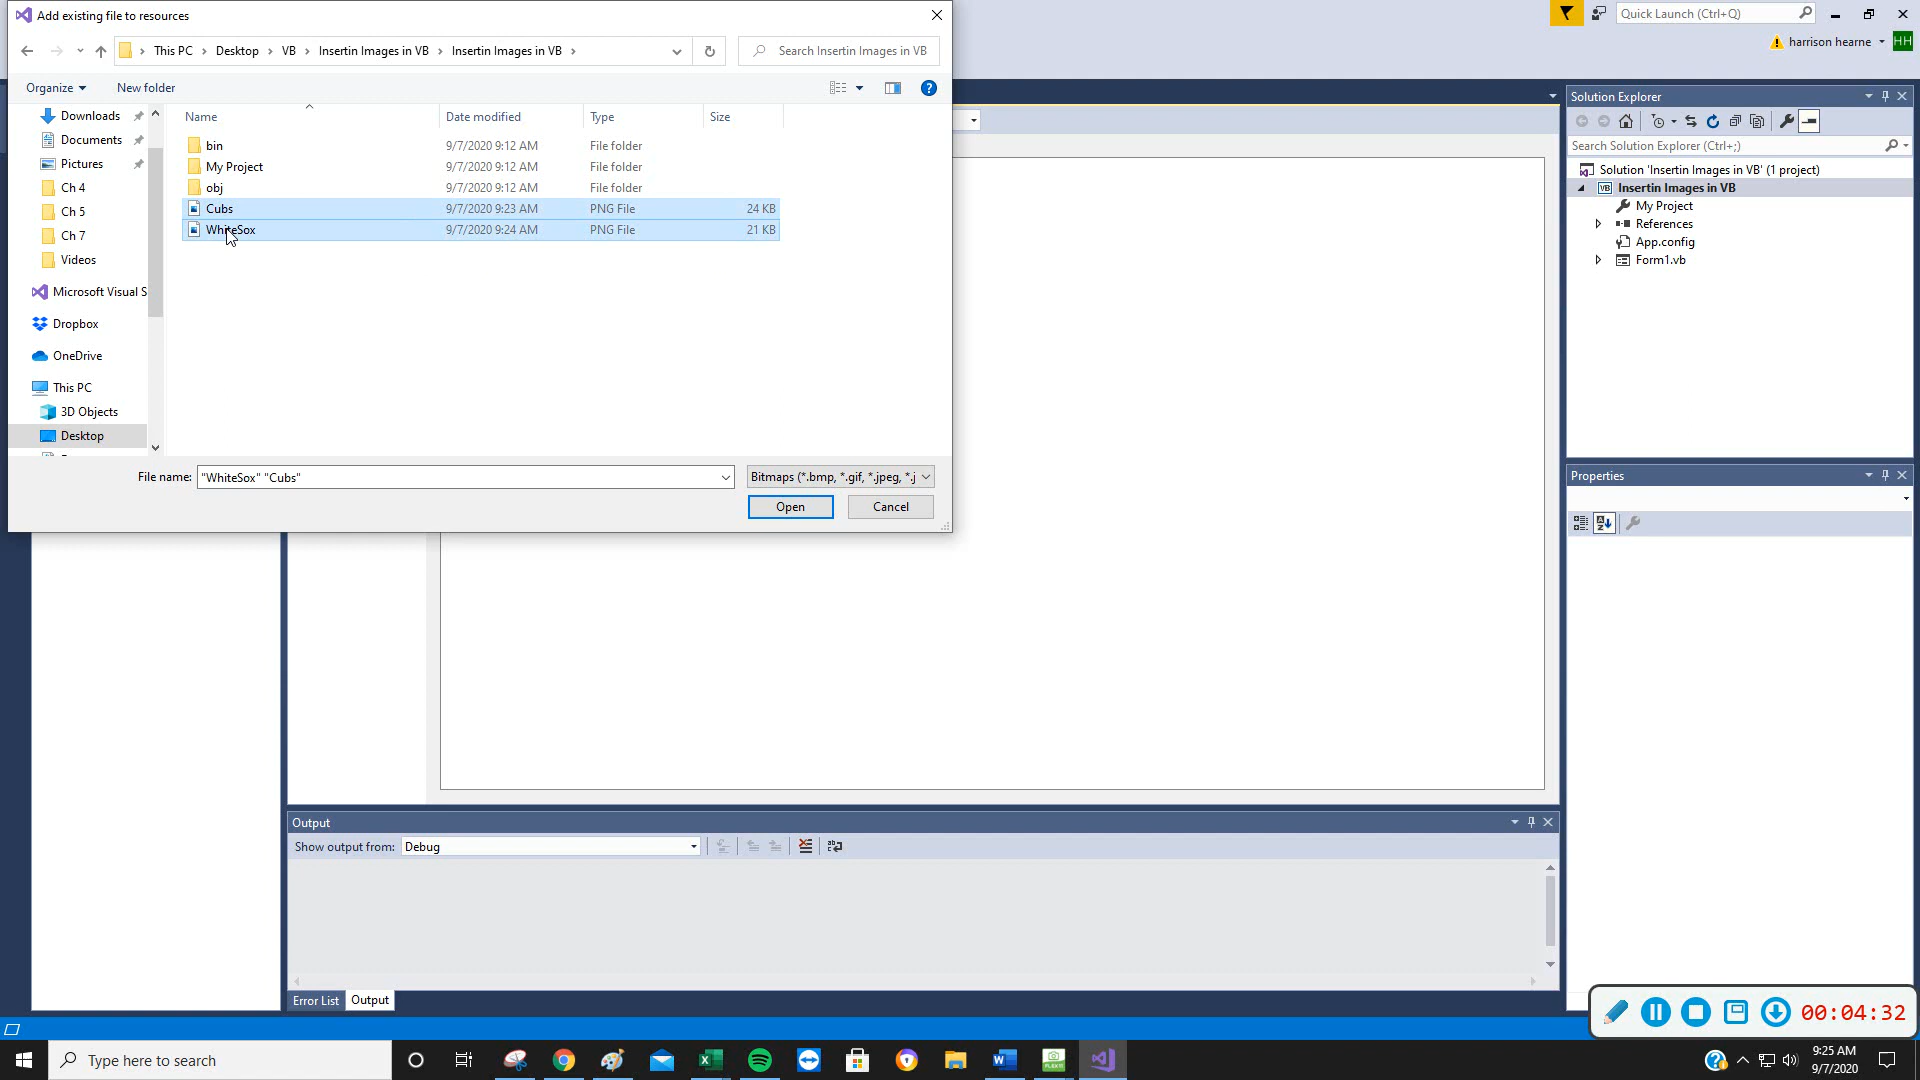 Add existing file to resources
This PC > Desktop > VB > Insertin Images in VB > Insertin Images in VB >
Search Insertin Images in VB
Organize
New folder
Downloads
Documents
Pictures
Ch 4
Ch 5
Ch 7
Videos
Microsoft Visual S
Dropbox
OneDrive
This PC
3D Objects
Desktop
Name Date modified Type Size
bin 9/7/2020 9:12 AM File folder
My Project 9/7/2020 9:12 AM File folder
obj 9/7/2020 9:12 AM File folder
Cubs 9/7/2020 9:23 AM PNG File 24 KB
WhiteSox 9/7/2020 9:24 AM PNG File 21 KB
File name: "WhiteSox" "Cubs"
Bitmaps (*.bmp, *.gif, *.jpeg, *.j
Open
Cancel
Quick Launch (Ctrl+Q)
harrison hearne
HH
Solution Explorer
Search Solution Explorer (Ctrl+;)
Solution 'Insertin Images in VB' (1 project)
VB Insertin Images in VB
My Project
References
App.config
Form1.vb
Properties
Output
Show output from: Debug
Error List
Output
00:04:32
Type here to search
9:25 AM
9/7/2020